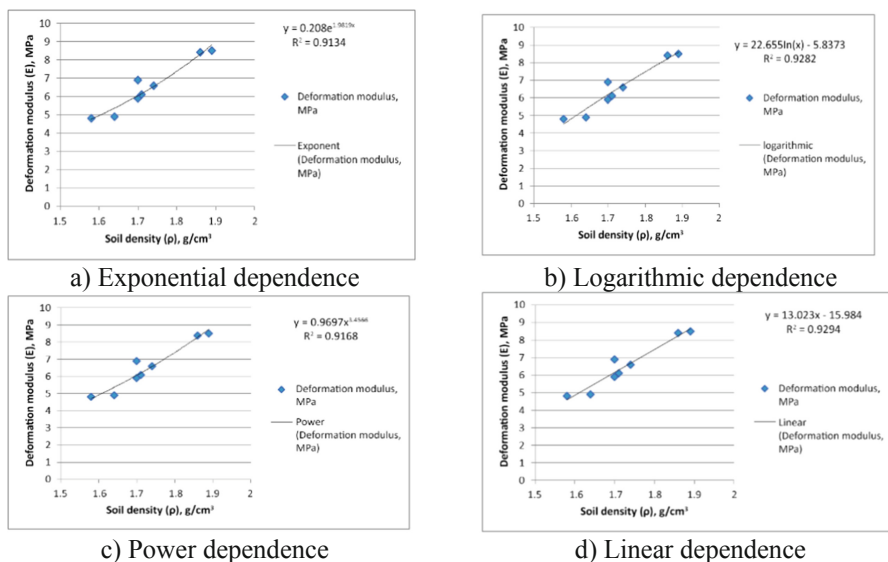 Deformation modulus (E), MPa
10
9
8
7
6
5
4
3
2
1
0
1.5 1.6 1.7 1.8 1.9 2
Soil density (ρ), g/cm³
y = 0.208e^1.9819x
R² = 0.9134
Deformation modulus,
MPa
Exponent
(Deformation modulus,
MPa)
a) Exponential dependence
Deformation modulus (E), MPa
10
9
8
7
6
5
4
3
2
1
0
1.5 1.6 1.7 1.8 1.9 2
Soil density (ρ), g/cm³
y = 22.655ln(x) - 5.8373
R² = 0.9282
Deformation modulus,
MPa
logarithmic
(Deformation modulus,
MPa)
b) Logarithmic dependence
Deformation modulus (E), MPa
10
9
8
7
6
5
4
3
2
1
0
1.5 1.6 1.7 1.8 1.9 2
Soil density (ρ), g/cm³
y = 0.9697x
R² = 0.9168
Deformation modulus,
MPa
Power
(Deformation modulus,
MPa)
c) Power dependence
Deformation modulus (E), MPa
10
9
8
7
6
5
4
3
2
1
0
1.5 1.6 1.7 1.8 1.9 2
Soil density (ρ), g/cm³
y = 13.023x - 15.984
R² = 0.9294
Deformation modulus,
MPa
Linear
(Deformation modulus,
MPa)
d) Linear dependence